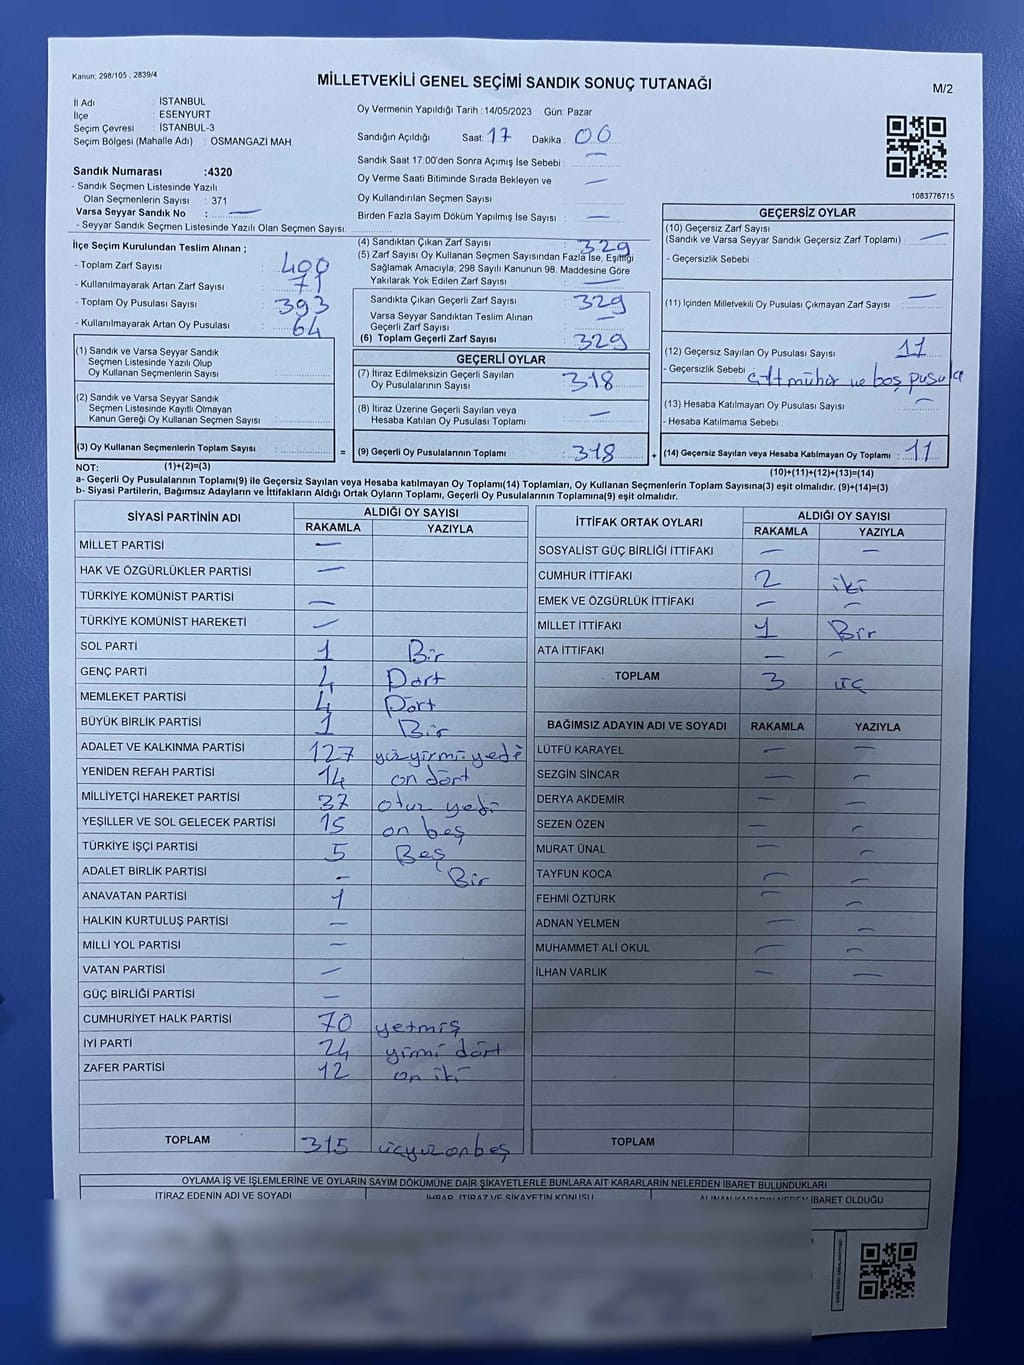 Kanun: 298/105 , 2839/4
MİLLETVEKİLİ GENEL SEÇİMİ SANDIK SONUÇ TUTANAĞI
M/2
İl Adı : İSTANBUL
İlçe : ESENYURT
Seçim Çevresi : İSTANBUL-3
Seçim Bölgesi (Mahalle Adı) : OSMANGAZİ MAH.
Oy Vermenin Yapıldığı Tarih :14/05/2023 Gün: Pazar
Sandığın Açıldığı Saat: 17 Dakika: 00
Sandık Saat 17.00'den Sonra Açımış İse Sebebi : —
Oy Verme Saati Bitiminde Sırada Bekleyen ve —
Oy Kullandırılan Seçmen Sayısı :
Birden Fazla Sayım Döküm Yapılmış İse Sayısı : —
1083776715
Sandık Numarası :4320
- Sandık Seçmen Listesinde Yazılı
Olan Seçmenlerin Sayısı : 371
Varsa Seyyar Sandık No : —
- Seyyar Sandık Seçmen Listesinde Yazılı Olan Seçmen Sayısı:
İlçe Seçim Kurulundan Teslim Alınan ;
- Toplam Zarf Sayısı : 400
- Kullanılmayarak Artan Zarf Sayısı : 71
- Toplam Oy Pusulası Sayısı : 393
- Kullanılmayarak Artan Oy Pusulası : 64
(4) Sandıktan Çıkan Zarf Sayısı : 329
(5) Zarf Sayısı Oy Kullanan Seçmen Sayısından Fazla İse, Eşitliği
Sağlamak Amacıyla; 298 Sayılı Kanunun 98. Maddesine Göre
Yakılarak Yok Edilen Zarf Sayısı : —
Sandıkta Çıkan Geçerli Zarf Sayısı : 329
Varsa Seyyar Sandıktan Teslim Alınan —
Geçerli Zarf Sayısı
(6) Toplam Geçerli Zarf Sayısı : 329
GEÇERSİZ OYLAR
(10) Geçersiz Zarf Sayısı
(Sandık ve Varsa Seyyar Sandık Geçersiz Zarf Toplamı) : —
- Geçersizlik Sebebi :
(11) İçinden Milletvekili Oy Pusulası Çıkmayan Zarf Sayısı : —
(12) Geçersiz Sayılan Oy Pusulası Sayısı : 11
- Geçersizlik Sebebi : çift mühür ve boş pusula
(13) Hesaba Katılmayan Oy Pusulası Sayısı : —
- Hesaba Katılmama Sebebi
(14) Geçersiz Sayılan veya Hesaba Katılmayan Oy Toplamı : 11
(1) Sandık ve Varsa Seyyar Sandık
Seçmen Listesinde Yazılı Olup
Oy Kullanan Seçmenlerin Sayısı :
(2) Sandık ve Varsa Seyyar Sandık
Seçmen Listesinde Kayıtlı Olmayan
Kanun Gereği Oy Kullanan Seçmen Sayısı :
(3) Oy Kullanan Seçmenlerin Toplam Sayısı :
=
GEÇERLİ OYLAR
(7) İtiraz Edilmeksizin Geçerli Sayılan
Oy Pusulalarının Sayısı : 318
(8) İtiraz Üzerine Geçerli Sayılan veya
Hesaba Katılan Oy Pusulası Toplamı : —
(9) Geçerli Oy Pusulalarının Toplamı : 318
+
NOT: (1)+(2)=(3)
(10)+(11)+(12)+(13)=(14)
a- Geçerli Oy Pusulalarının Toplamı(9) ile Geçersiz Sayılan veya Hesaba katılmayan Oy Toplamı(14) Toplamları, Oy Kullanan Seçmenlerin Toplam Sayısına(3) eşit olmalıdır. (9)+(14)=(3)
b- Siyasi Partilerin, Bağımsız Adayların ve İttifakların Aldığı Ortak Oyların Toplamı, Geçerli Oy Pusulalarının Toplamına(9) eşit olmalıdır.
SİYASİ PARTİNİN ADI
ALDIĞI OY SAYISI
RAKAMLA YAZIYLA
MİLLET PARTİSİ —
HAK VE ÖZGÜRLÜKLER PARTİSİ —
TÜRKİYE KOMÜNİST PARTİSİ —
TÜRKİYE KOMÜNİST HAREKETİ —
SOL PARTİ 1 Bir
GENÇ PARTİ 4 Dört
MEMLEKET PARTİSİ 4 Dört
BÜYÜK BİRLİK PARTİSİ 1 Bir
ADALET VE KALKINMA PARTİSİ 127 yüzyirmi yedi
YENİDEN REFAH PARTİSİ 14 on dört
MİLLİYETÇİ HAREKET PARTİSİ 37 otuz yedi
YEŞİLLER VE SOL GELECEK PARTİSİ 15 on beş
TÜRKİYE İŞÇİ PARTİSİ 5 Beş
ADALET BİRLİK PARTİSİ — Bir
ANAVATAN PARTİSİ 1
HALKIN KURTULUŞ PARTİSİ —
MİLLİ YOL PARTİSİ —
VATAN PARTİSİ —
GÜÇ BİRLİĞİ PARTİSİ —
CUMHURİYET HALK PARTİSİ 70 yetmiş
İYİ PARTİ 24 yirmi dört
ZAFER PARTİSİ 12 on iki
TOPLAM 315 üçyüzonbeş
İTTİFAK ORTAK OYLARI
ALDIĞI OY SAYISI
RAKAMLA YAZIYLA
SOSYALİST GÜÇ BİRLİĞİ İTTİFAKI — —
CUMHUR İTTİFAKI 2 iki
EMEK VE ÖZGÜRLÜK İTTİFAKI — —
MİLLET İTTİFAKI 1 Bir
ATA İTTİFAKI — —
TOPLAM 3 üç
BAĞIMSIZ ADAYIN ADI VE SOYADI RAKAMLA YAZIYLA
LÜTFÜ KARAYEL — —
SEZGİN SİNCAR — —
DERYA AKDEMİR — —
SEZEN ÖZEN — —
MURAT ÜNAL — —
TAYFUN KOCA — —
FEHMİ ÖZTÜRK — —
ADNAN YELMEN — —
MUHAMMET ALİ OKUL — —
İLHAN VARLIK — —
TOPLAM
OYLAMA İŞ VE İŞLEMLERİNE VE OYLARIN SAYIM DÖKÜMÜNE DAİR ŞİKAYETLERLE BUNLARA AİT KARARLARIN NELERDEN İBARET BULUNDUKLARI
İTİRAZ EDENİN ADI VE SOYADI
İHBAR, İTİRAZ VE ŞİKAYETİN KONUSU
ALINAN KARARIN NEDEN İBARET OLDUĞU